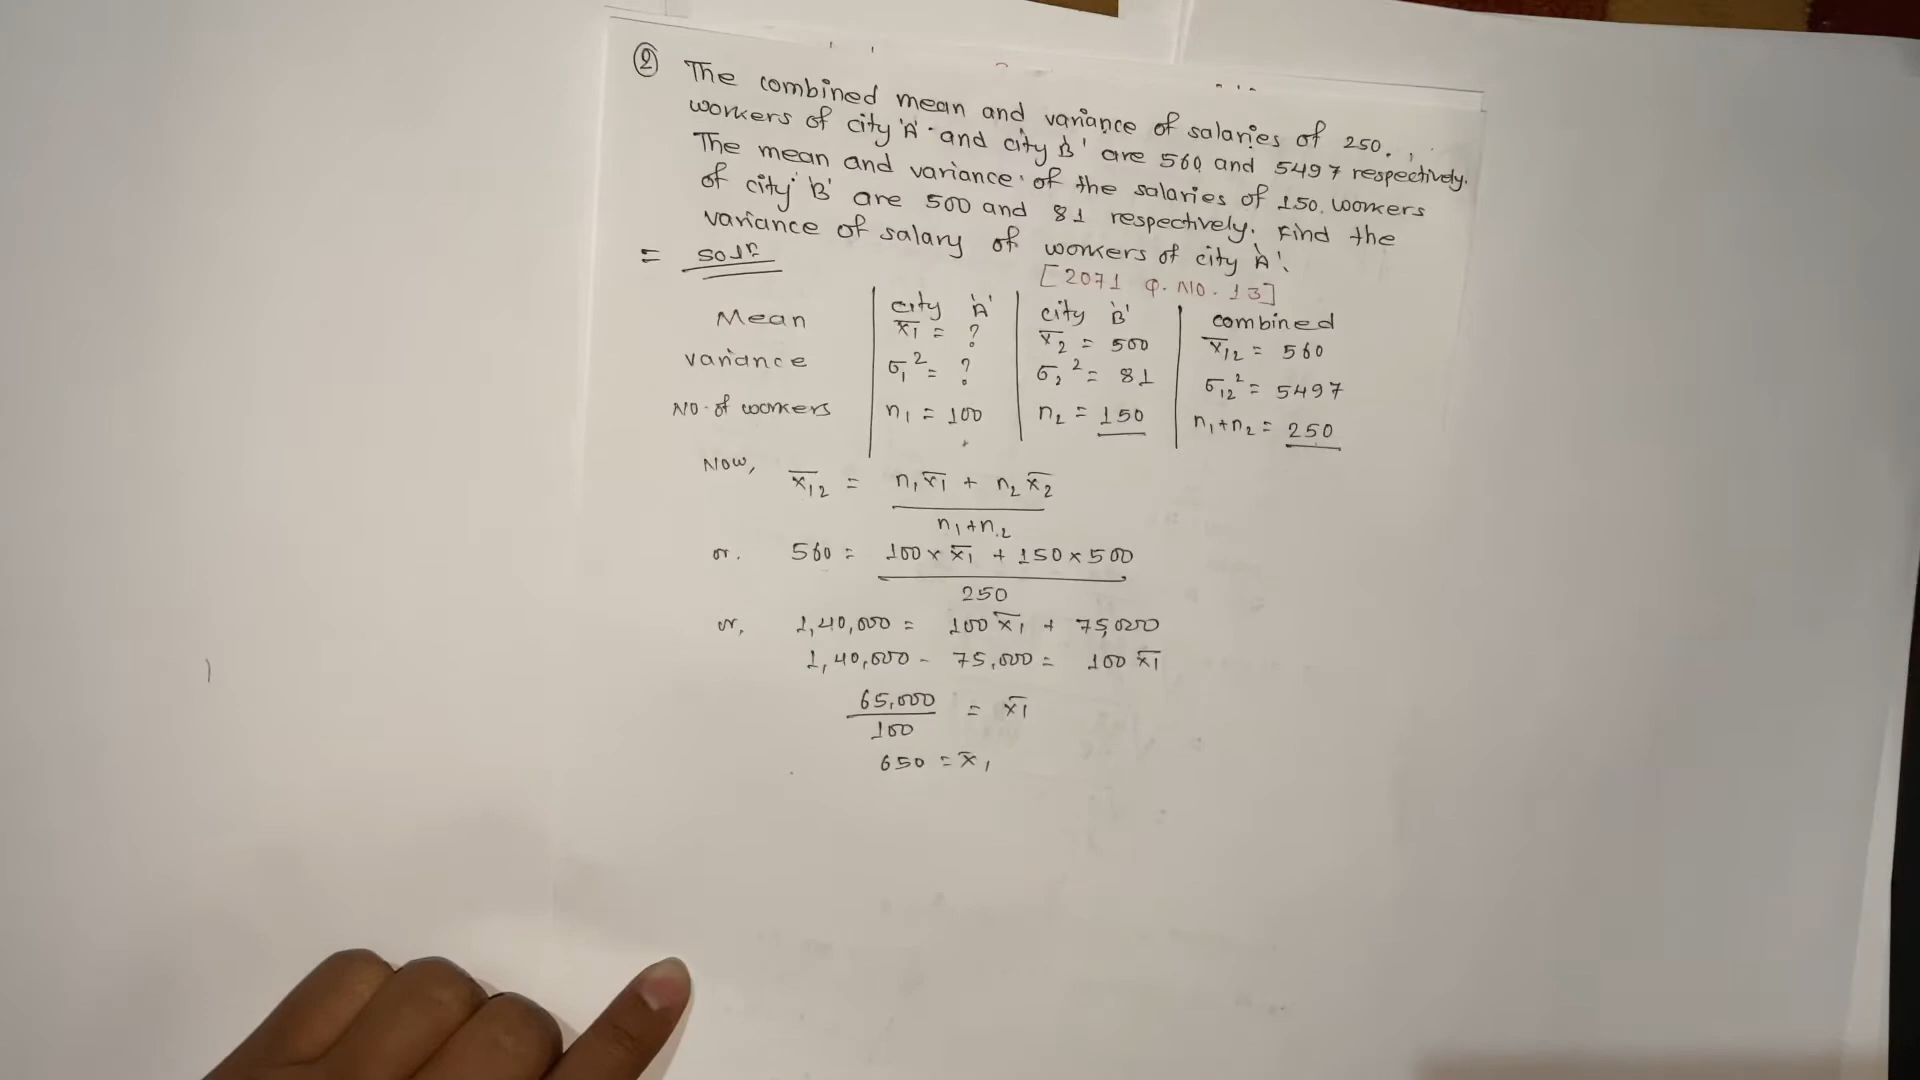 ② The combined mean and variance of salaries of 250
workers of city 'A' and city 'B' are 560 and 5497 respectively.
The mean and variance of the salaries of 150 workers
of city 'B' are 500 and 81 respectively. Find the
variance of salary of workers of city 'A'.
= Solⁿ
[2071 Q. NO. 13]
city 'A' city 'B' combined
Mean x̄₁ = ? x̄₂ = 500 x̄₁₂ = 560
variance σ₁² = ? σ₂² = 81 σ₁₂² = 5497
NO. of workers n₁ = 100 n₂ = 150 n₁+n₂ = 250
Now,
x̄₁₂ = n₁x̄₁ + n₂x̄₂
n₁+n₂
or. 560 = 100 × x̄₁ + 150 × 500
250
or, 1,40,000 = 100 x̄₁ + 75,000
1,40,000 - 75,000 = 100 x̄₁
65,000 = x̄₁
100
650 = x̄₁